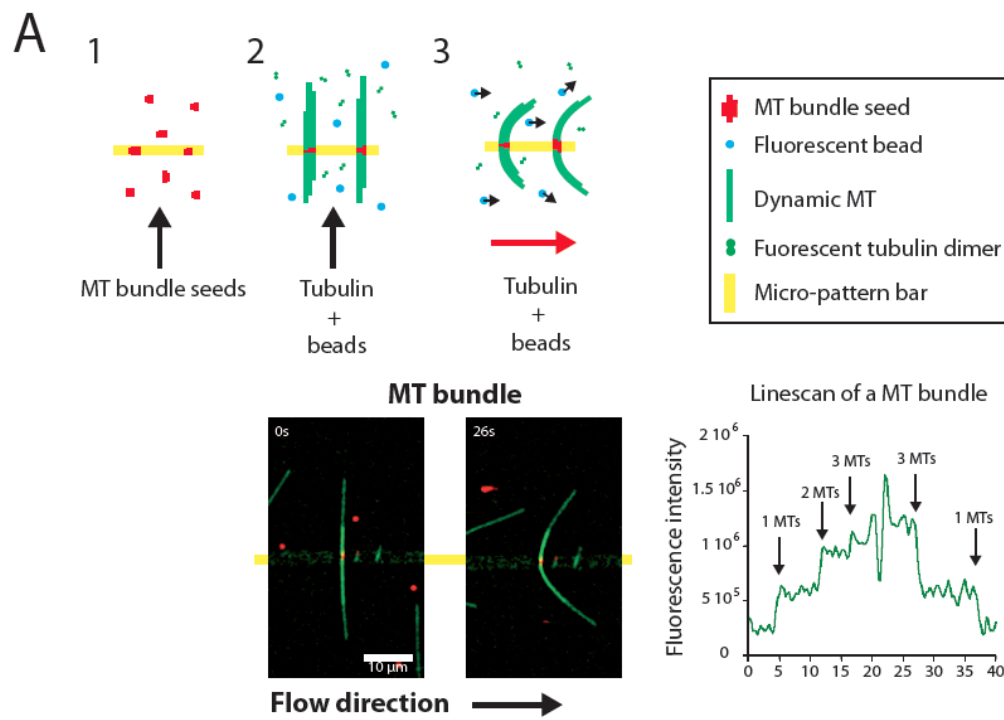 A
1
2
3
MT bundle seeds
Tubulin
+
beads
Tubulin
+
beads
MT bundle seed
Fluorescent bead
Dynamic MT
Fuorescent tubulin dimer
Micro-pattern bar
MT bundle
0s
26s
10 µm
Flow direction
Linescan of a MT bundle
Fluorescence intensity
2 10⁶
1.5 10⁶
1 10⁶
5 10⁵
0
1 MTs
2 MTs
3 MTs
3 MTs
1 MTs
0 5 10 15 20 25 30 35 40